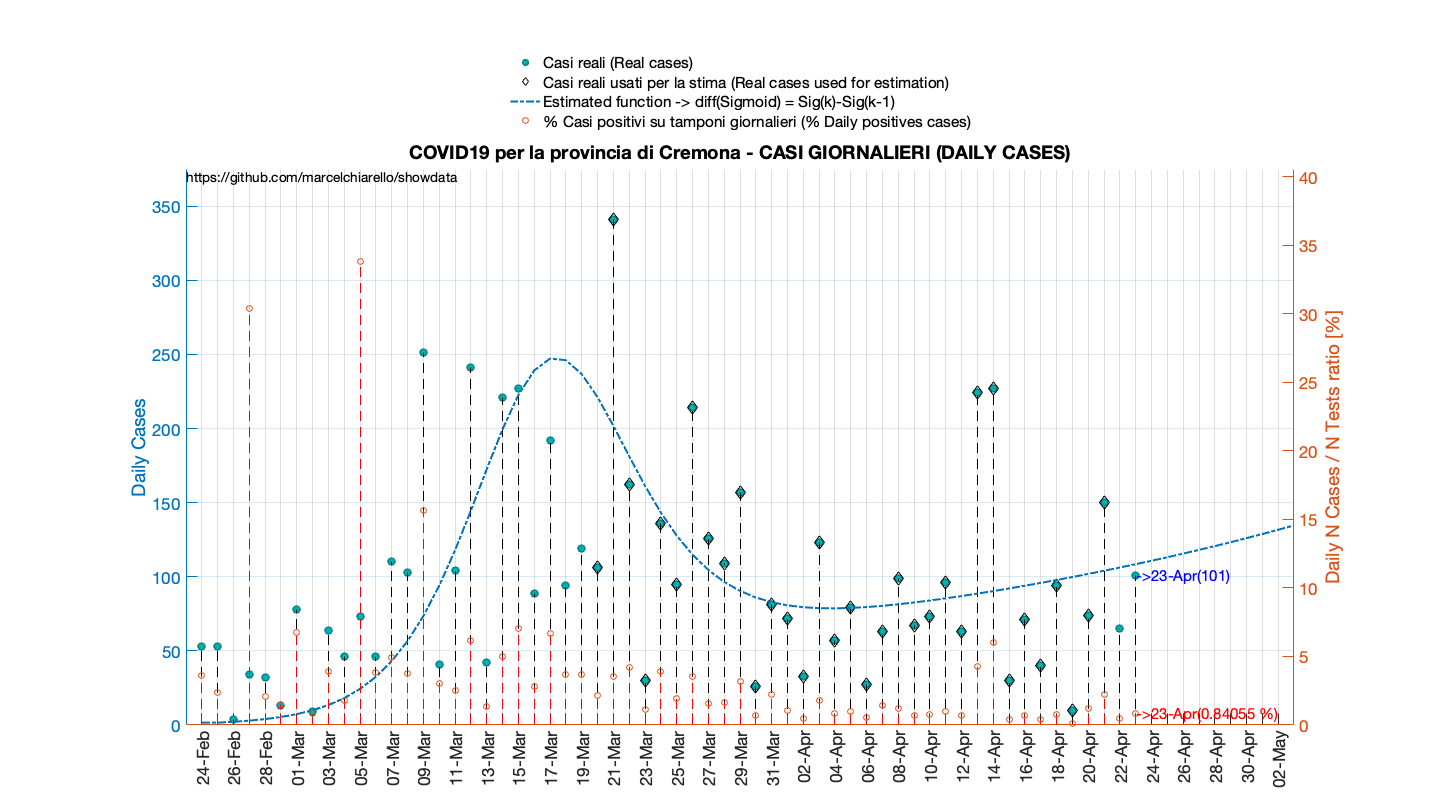 Casi reali (Real cases)
Casi reali usati per la stima (Real cases used for estimation)
Estimated function -> diff(Sigmoid) = Sig(k)-Sig(k-1)
% Casi positivi su tamponi giornalieri (% Daily positives cases)
COVID19 per la provincia di Cremona - CASI GIORNALIERI (DAILY CASES)
https://github.com/marcelchiarello/showdata
Daily Cases
350
300
250
200
150
100
50
0
40
35
30
25
20
15
10
5
0
Daily N Cases / N Tests ratio [%]
->23-Apr(101)
->23-Apr(0.84055 %)
24-Feb
26-Feb
28-Feb
01-Mar
03-Mar
05-Mar
07-Mar
09-Mar
11-Mar
13-Mar
15-Mar
17-Mar
19-Mar
21-Mar
23-Mar
25-Mar
27-Mar
29-Mar
31-Mar
02-Apr
04-Apr
06-Apr
08-Apr
10-Apr
12-Apr
14-Apr
16-Apr
18-Apr
20-Apr
22-Apr
24-Apr
26-Apr
28-Apr
30-Apr
02-May